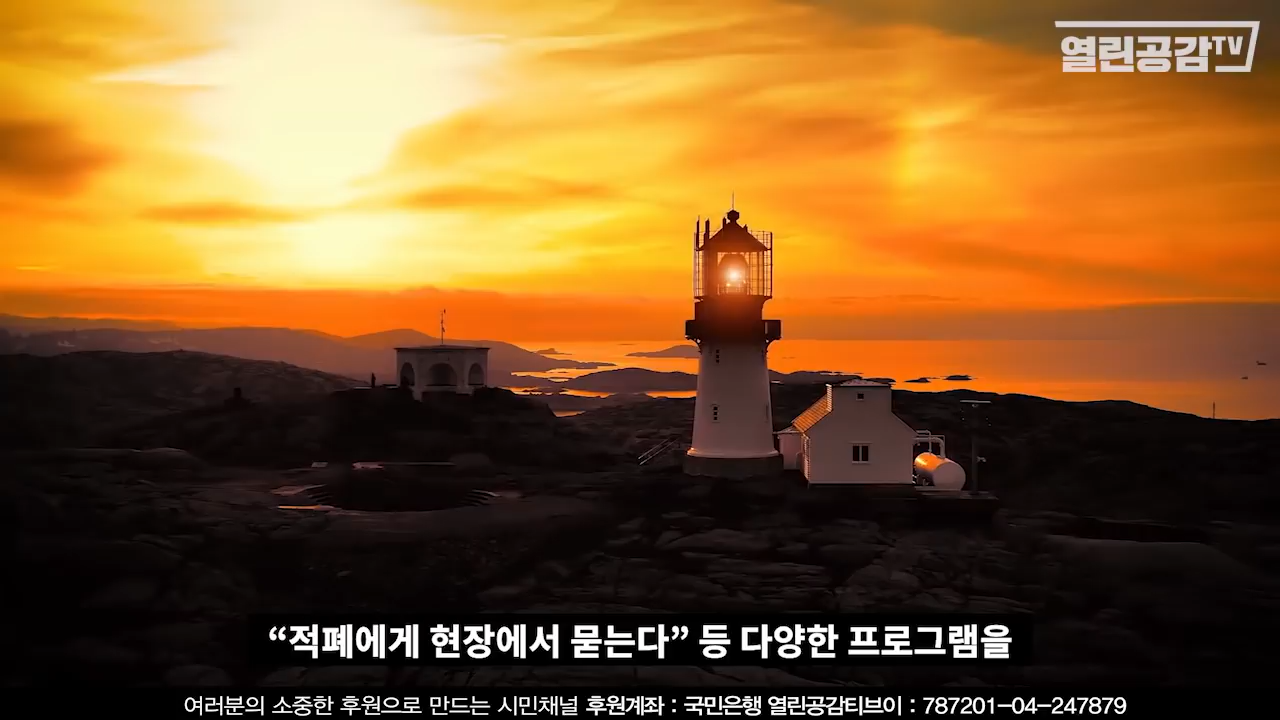 열린공감TV
“적폐에게 현장에서 묻는다” 등 다양한 프로그램을
여러분의 소중한 후원으로 만드는 시민채널 후원계좌 : 국민은행 열린공감티브이 : 787201-04-247879